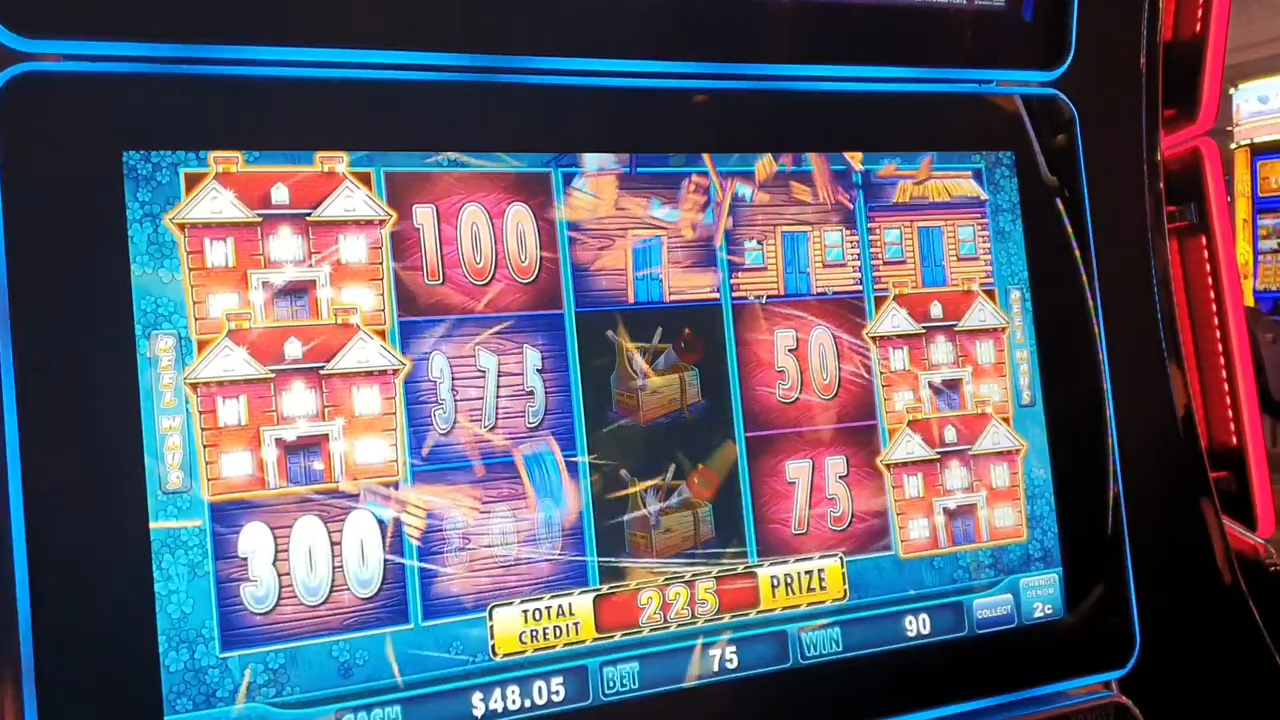 100
REEL WAYS
375
50
REEL WAYS
300
75
TOTAL CREDIT 225 PRIZE
CASH $48.05 BET 75 WIN 90 COLLECT CHANGE DENOM 2c